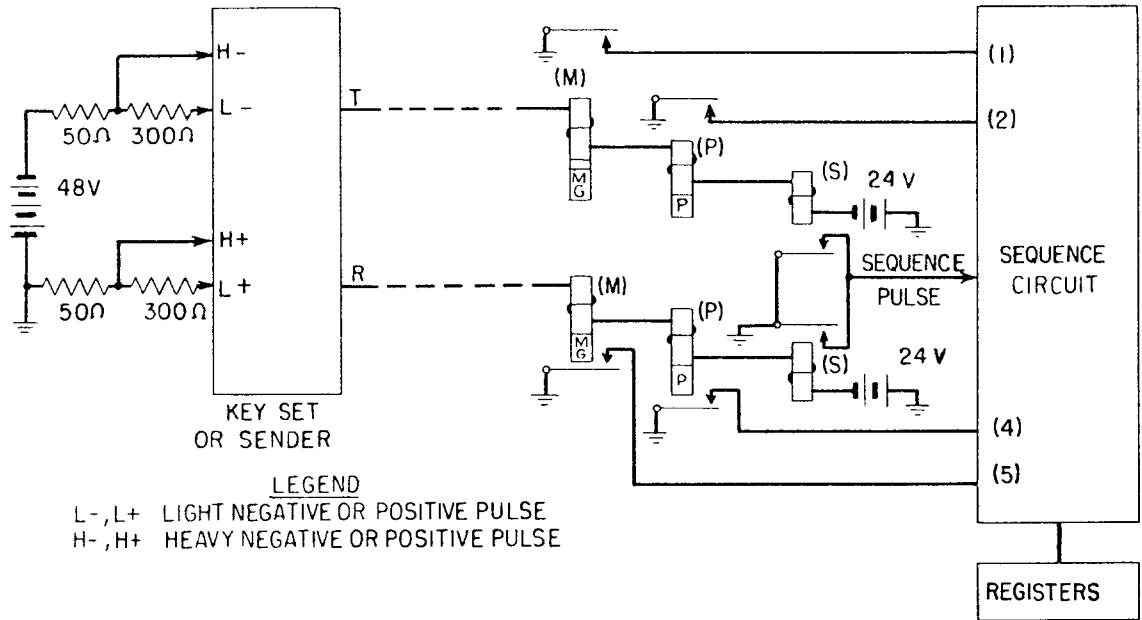 H-
L-
50Ω 300Ω
48V
H+
L+
50Ω 300Ω
KEY SET
OR SENDER
T
R
(M)
MG
(P)
P
(S)
24 V
(M)
MG
(P)
P
(S)
24 V
SEQUENCE
PULSE
(1)
(2)
SEQUENCE
CIRCUIT
(4)
(5)
REGISTERS
LEGEND
L-,L+ LIGHT NEGATIVE OR POSITIVE PULSE
H-,H+ HEAVY NEGATIVE OR POSITIVE PULSE